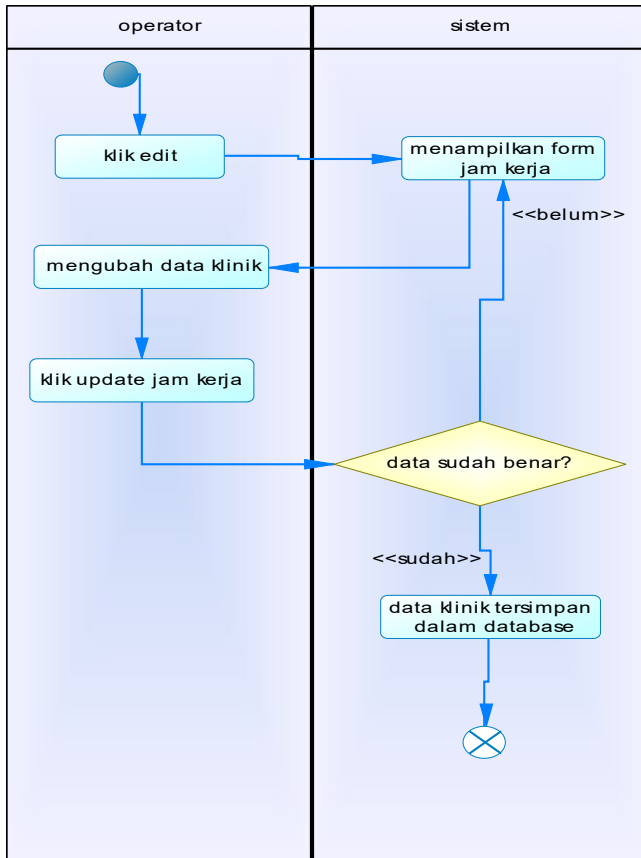 operator
sistem
klik edit
menampilkan form
jam kerja
<<belum>>
mengubah data klinik
klik update jam kerja
data sudah benar?
<<sudah>>
data klinik tersimpan
dalam database